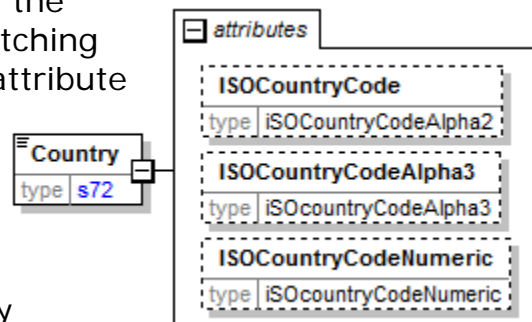 the
tching
attribute
attributes
ISOCountryCode
type iSOCountryCodeAlpha2
Country
type s72
ISOCountryCodeAlpha3
type iSOcountryCodeAlpha3
ISOCountryCodeNumeric
type iSOcountryCodeNumeric
y